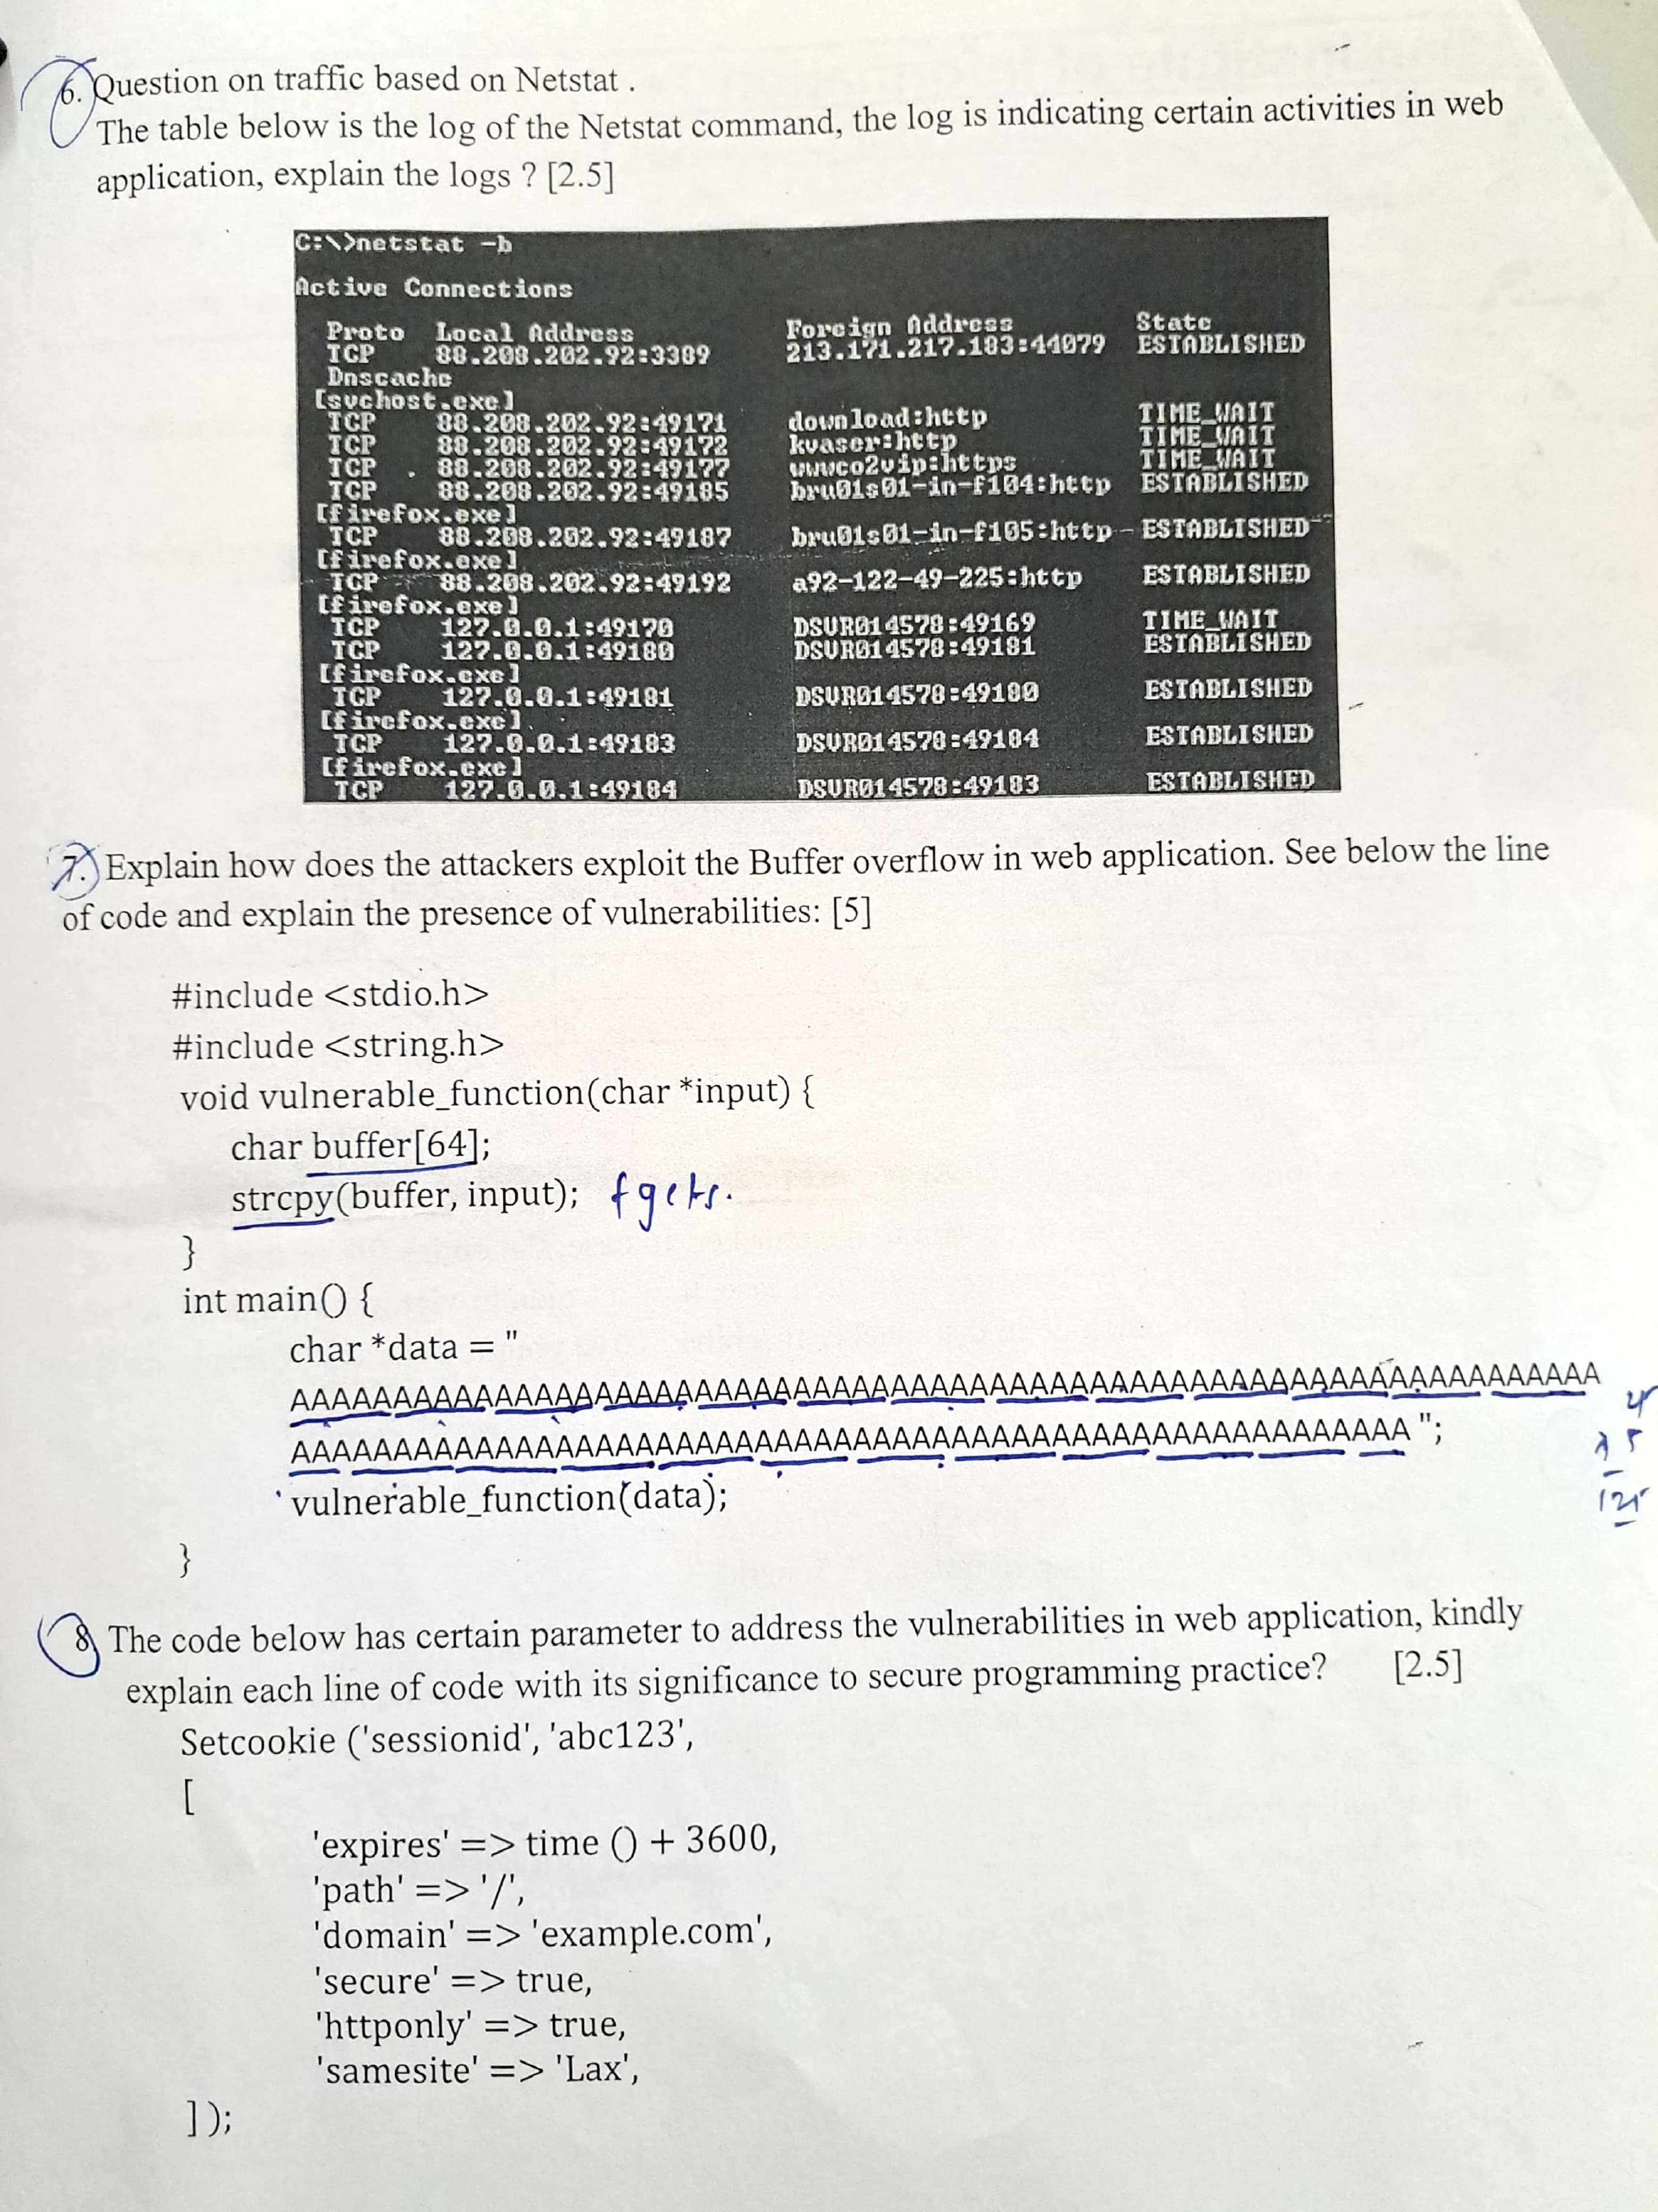 6. Question on traffic based on Netstat .
The table below is the log of the Netstat command, the log is indicating certain activities in web
application, explain the logs ? [2.5]
C:\>netstat -b
Active Connections
Proto Local Address Foreign Address State
TCP 88.208.202.92:3389 213.171.217.183:44079 ESTABLISHED
Dnscache
[svchost.exe]
TCP 88.208.202.92:49171 download:http TIME_WAIT
TCP 88.208.202.92:49172 kvaser:http TIME_WAIT
TCP 88.208.202.92:49177 wwwco2vip:https TIME_WAIT
TCP 88.208.202.92:49185 bru01s01-in-f104:http ESTABLISHED
[firefox.exe]
TCP 88.208.202.92:49187 bru01s01-in-f105:http ESTABLISHED
[firefox.exe]
TCP 88.208.202.92:49192 a92-122-49-225:http ESTABLISHED
[firefox.exe]
TCP 127.0.0.1:49170 DSVR014578:49169 TIME_WAIT
TCP 127.0.0.1:49180 DSVR014578:49181 ESTABLISHED
[firefox.exe]
TCP 127.0.0.1:49181 DSVR014578:49180 ESTABLISHED
[firefox.exe]
TCP 127.0.0.1:49183 DSVR014578:49184 ESTABLISHED
[firefox.exe]
TCP 127.0.0.1:49184 DSVR014578:49183 ESTABLISHED
7. Explain how does the attackers exploit the Buffer overflow in web application. See below the line
of code and explain the presence of vulnerabilities: [5]
#include <stdio.h>
#include <string.h>
void vulnerable_function(char *input) {
char buffer[64];
strcpy(buffer, input); fgets.
}
int main() {
char *data = "
AAAAAAAAAAAAAAAAAAAAAAAAAAAAAAAAAAAAAAAAAAAAAAAAAAAAAAAAAAAAAAAAA
AAAAAAAAAAAAAAAAAAAAAAAAAAAAAAAAAAAAAAAAAAAAAAAAAAAAAAAA ";
vulnerable_function(data);
}
8. The code below has certain parameter to address the vulnerabilities in web application, kindly
explain each line of code with its significance to secure programming practice? [2.5]
Setcookie ('sessionid', 'abc123',
[
'expires' => time () + 3600,
'path' => '/',
'domain' => 'example.com',
'secure' => true,
'httponly' => true,
'samesite' => 'Lax',
]);